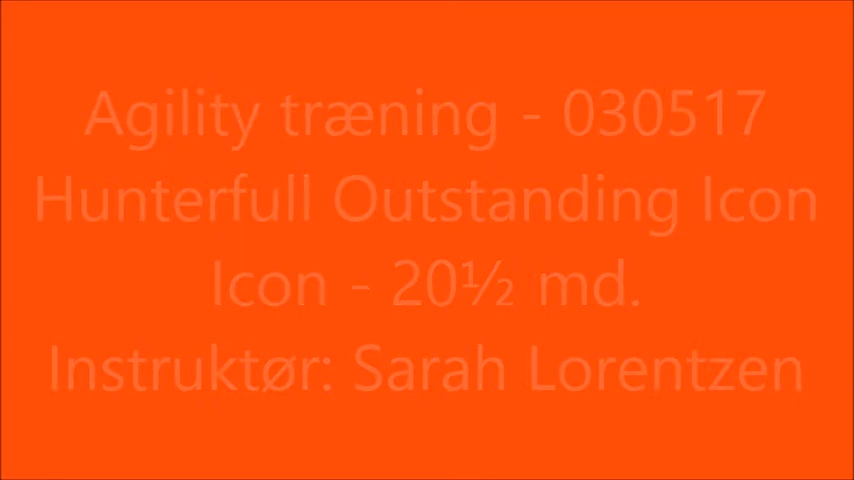 Agility træning - 030517
Hunterfull Outstanding Icon
Icon - 20½ md.
Instruktør: Sarah Lorentzen